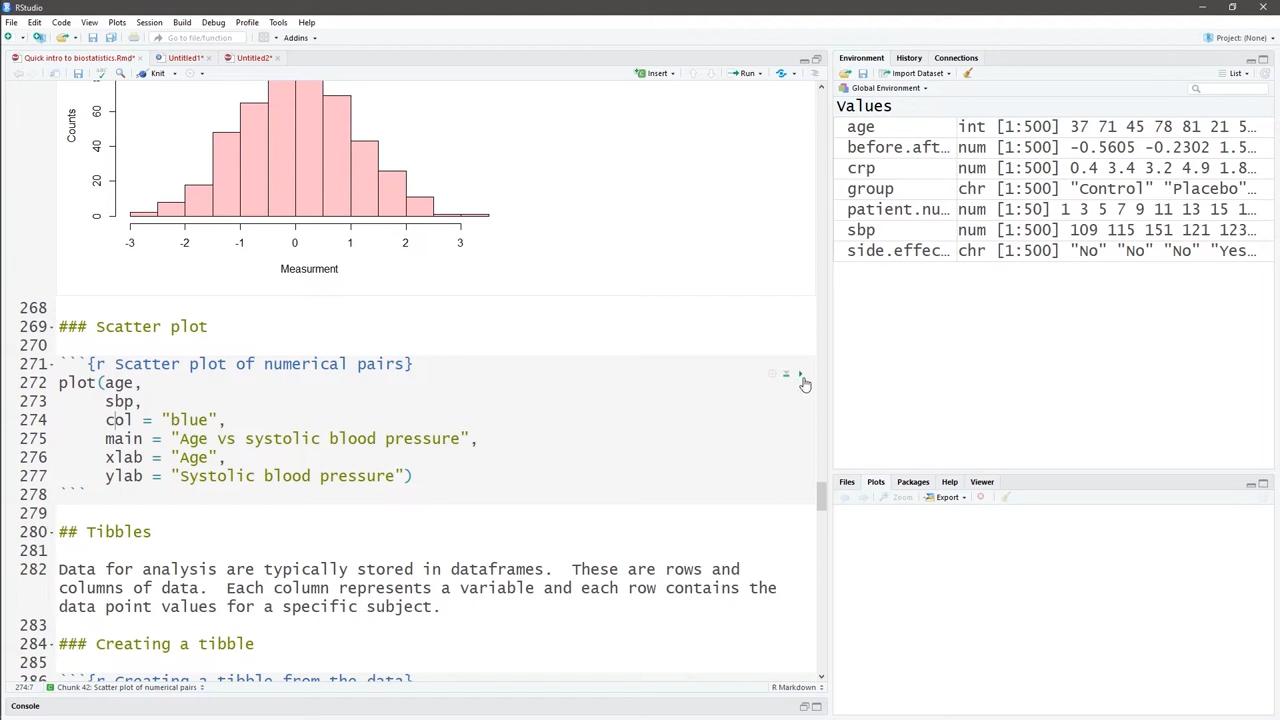 RStudio
File Edit Code View Plots Session Build Debug Profile Tools Help
Go to file/function Addins Project: (None)
Quick intro to biostatistics.Rmd* × Untitled1* × Untitled2* ×
Knit Insert Run
Counts
60
40
20
0
-3 -2 -1 0 1 2 3
Measurment
268
269 ### Scatter plot
270
271 ```{r Scatter plot of numerical pairs}
272 plot(age,
273 sbp,
274 col = "blue",
275 main = "Age vs systolic blood pressure",
276 xlab = "Age",
277 ylab = "Systolic blood pressure")
278 ```
279
280 ## Tibbles
281
282 Data for analysis are typically stored in dataframes.  These are rows and
columns of data.  Each column represents a variable and each row contains the
data point values for a specific subject.
283
284 ### Creating a tibble
285
286 ```{r Creating a tibble from the data}
274:7 Chunk 42: Scatter plot of numerical pairs R Markdown
Console
Environment History Connections
Import Dataset List
Global Environment
Values
age int [1:500] 37 71 45 78 81 21 5…
before.aft… num [1:500] -0.5605 -0.2302 1.5…
crp num [1:500] 0.4 3.4 3.2 4.9 1.8…
group chr [1:500] "Control" "Placebo"…
patient.nu… num [1:50] 1 3 5 7 9 11 13 15 1…
sbp num [1:500] 109 115 151 121 123…
side.effec… chr [1:500] "No" "No" "No" "Yes…
Files Plots Packages Help Viewer
Zoom Export